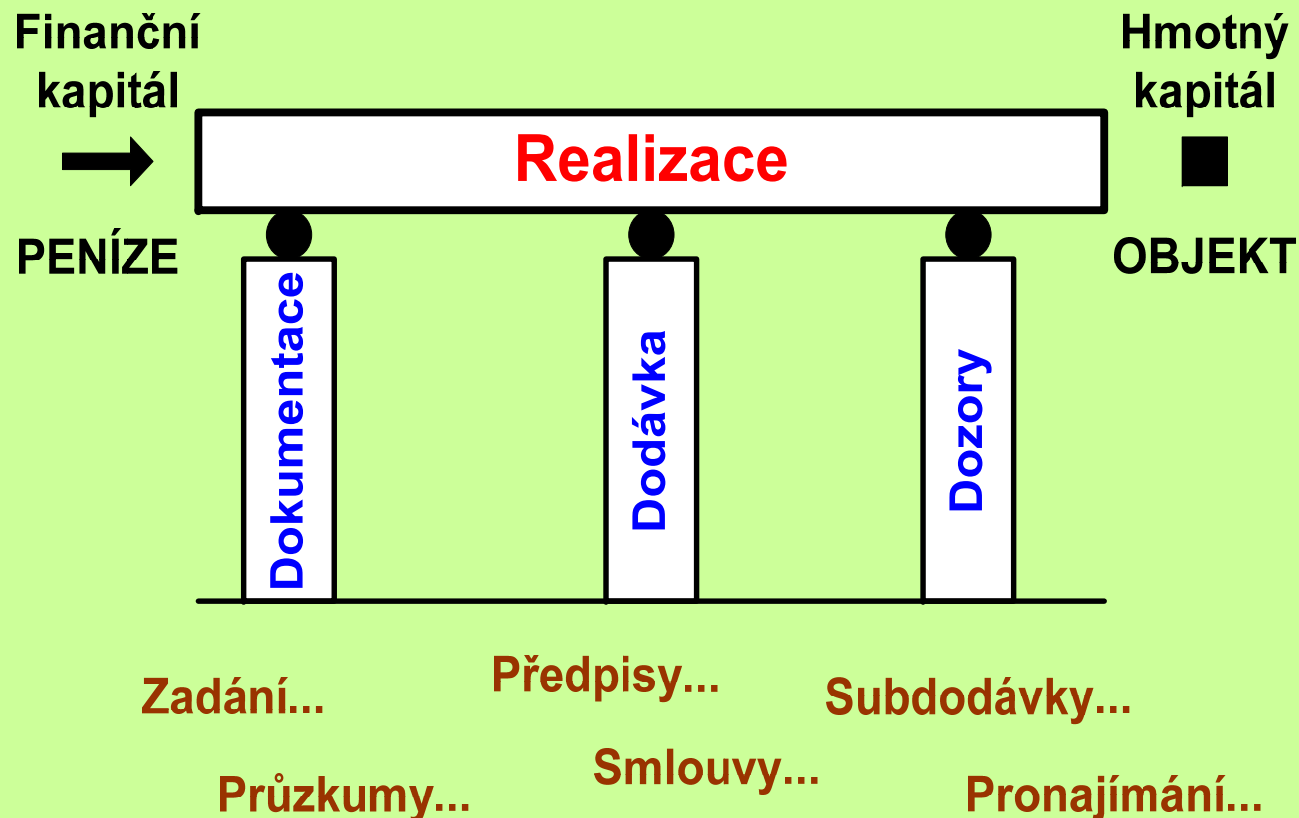 Finanční
kapitál
Hmotný
kapitál
Realizace
PENÍZE
OBJEKT
Dokumentace
Dodávka
Dozory
Předpisy...
Zadání...
Subdodávky...
Smlouvy...
Průzkumy...
Pronajímání...